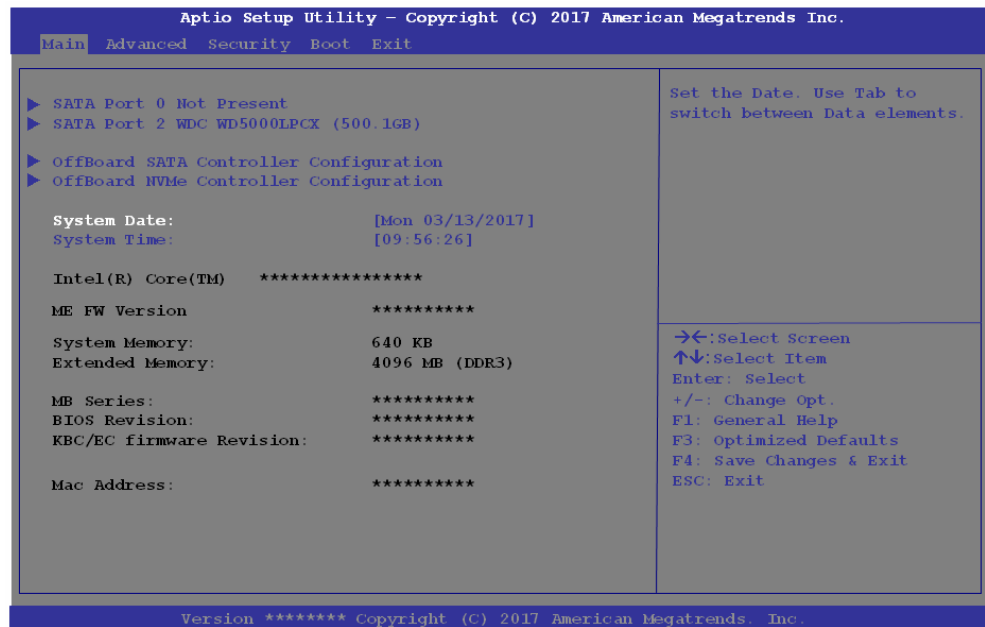 Aptio Setup Utility – Copyright (C) 2017 American Megatrends Inc.
Main Advanced Security Boot Exit
▶ SATA Port 0 Not Present
▶ SATA Port 2 WDC WD5000LPCX (500.1GB)
▶ OffBoard SATA Controller Configuration
▶ OffBoard NVMe Controller Configuration
System Date: [Mon 03/13/2017]
System Time: [09:56:26]
Intel(R) Core(TM) ****************
ME FW Version **********
System Memory: 640 KB
Extended Memory: 4096 MB (DDR3)
MB Series: **********
BIOS Revision: **********
KBC/EC firmware Revision: **********
Mac Address: **********
Set the Date. Use Tab to
switch between Data elements.
→←:Select Screen
↑↓:Select Item
Enter: Select
+/-: Change Opt.
F1: General Help
F3: Optimized Defaults
F4: Save Changes & Exit
ESC: Exit
Version ******** Copyright (C) 2017 American Megatrends. Inc.